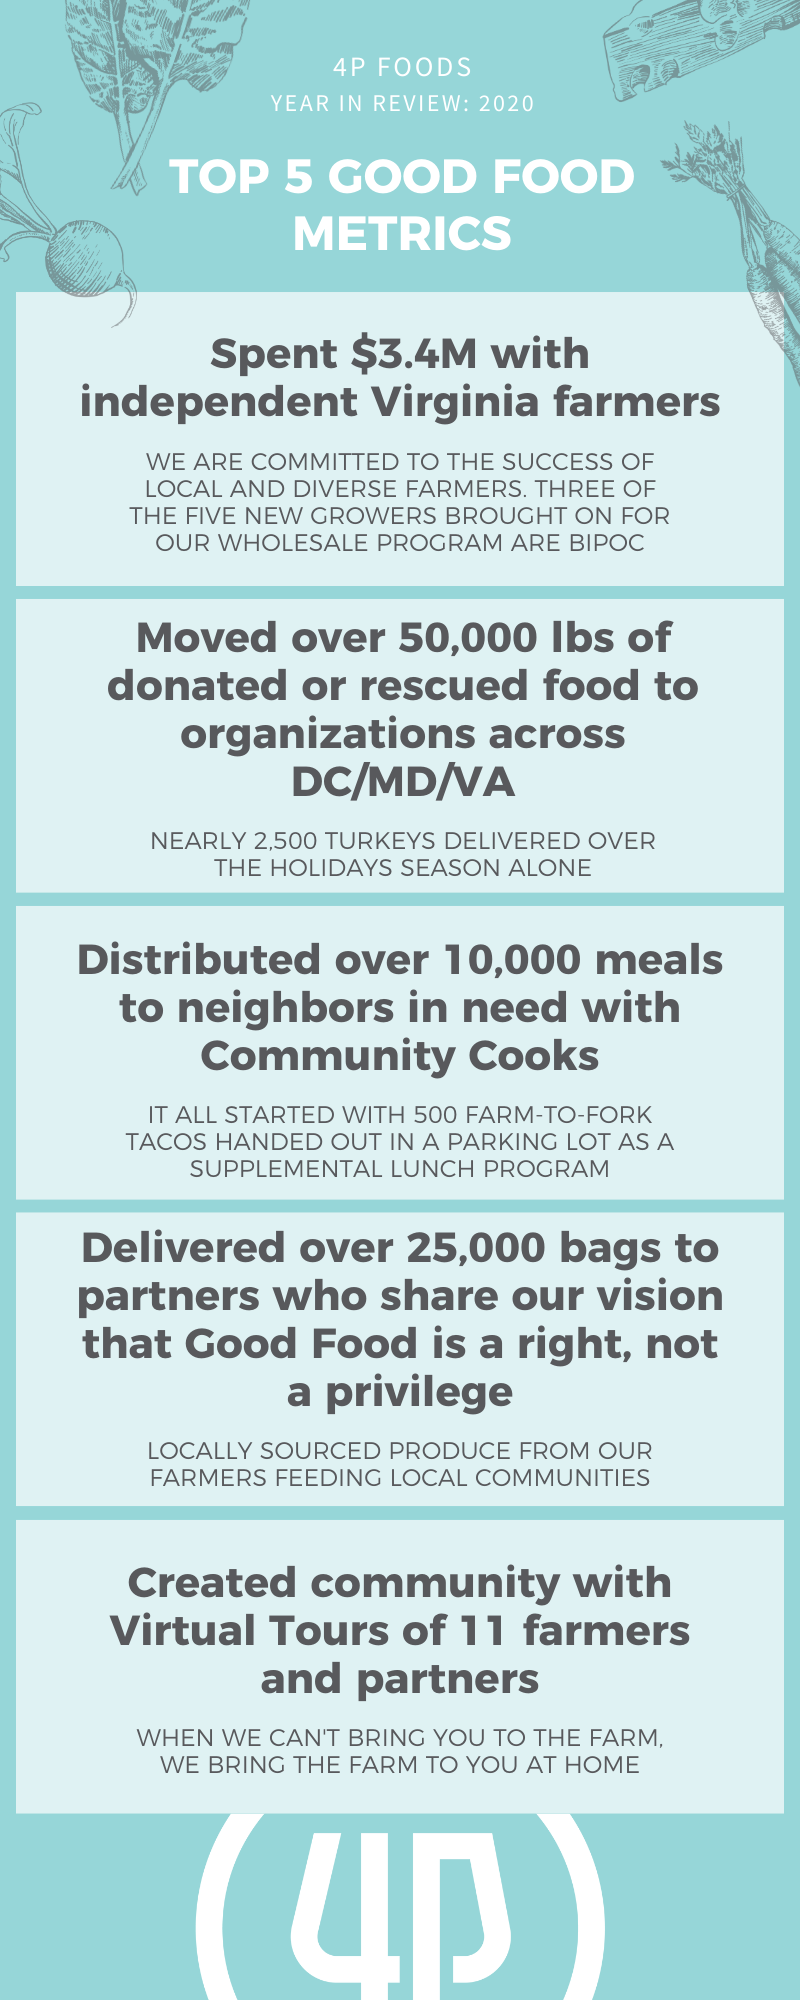 4P FOODS
YEAR IN REVIEW: 2020
TOP 5 GOOD FOOD
METRICS
Spent $3.4M with
independent Virginia farmers
WE ARE COMMITTED TO THE SUCCESS OF
LOCAL AND DIVERSE FARMERS. THREE OF
THE FIVE NEW GROWERS BROUGHT ON FOR
OUR WHOLESALE PROGRAM ARE BIPOC
Moved over 50,000 lbs of
donated or rescued food to
organizations across
DC/MD/VA
NEARLY 2,500 TURKEYS DELIVERED OVER
THE HOLIDAYS SEASON ALONE
Distributed over 10,000 meals
to neighbors in need with
Community Cooks
IT ALL STARTED WITH 500 FARM-TO-FORK
TACOS HANDED OUT IN A PARKING LOT AS A
SUPPLEMENTAL LUNCH PROGRAM
Delivered over 25,000 bags to
partners who share our vision
that Good Food is a right, not
a privilege
LOCALLY SOURCED PRODUCE FROM OUR
FARMERS FEEDING LOCAL COMMUNITIES
Created community with
Virtual Tours of 11 farmers
and partners
WHEN WE CAN'T BRING YOU TO THE FARM,
WE BRING THE FARM TO YOU AT HOME
4P